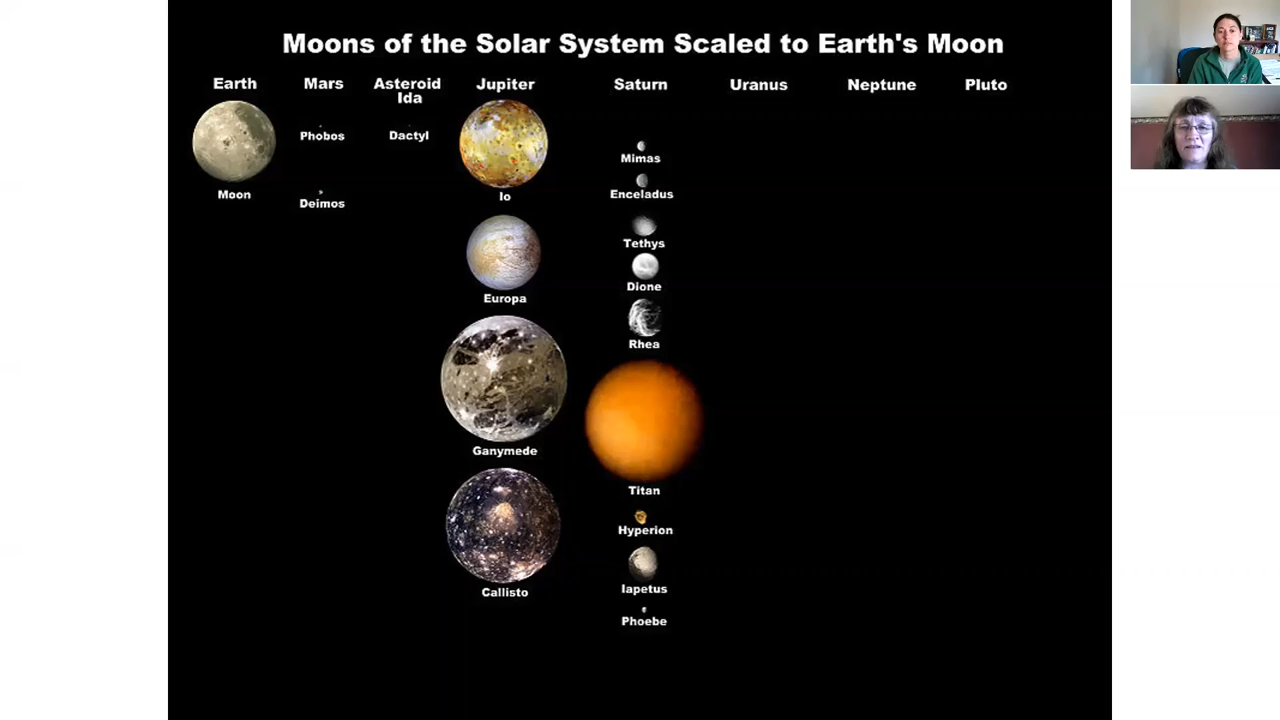 Moons of the Solar System Scaled to Earth's Moon
Earth
Mars
Asteroid
Ida
Jupiter
Saturn
Uranus
Neptune
Pluto
Moon
Phobos
Deimos
Dactyl
Io
Europa
Ganymede
Callisto
Mimas
Enceladus
Tethys
Dione
Rhea
Titan
Hyperion
Iapetus
Phoebe